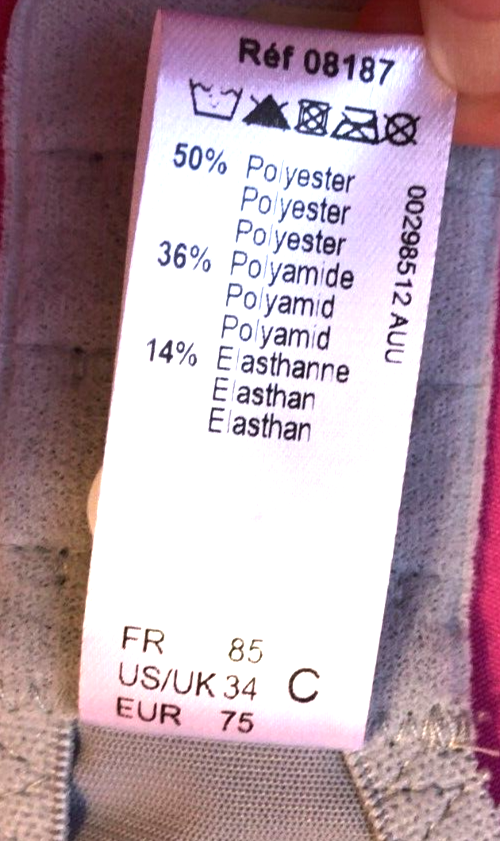 Réf 08187
50% Polyester
Polyester
Polyester
36% Polyamide
Polyamid
Polyamid
14% Elasthanne
Elasthan
Elasthan
00298512 AUU
FR 85
US/UK 34 C
EUR 75